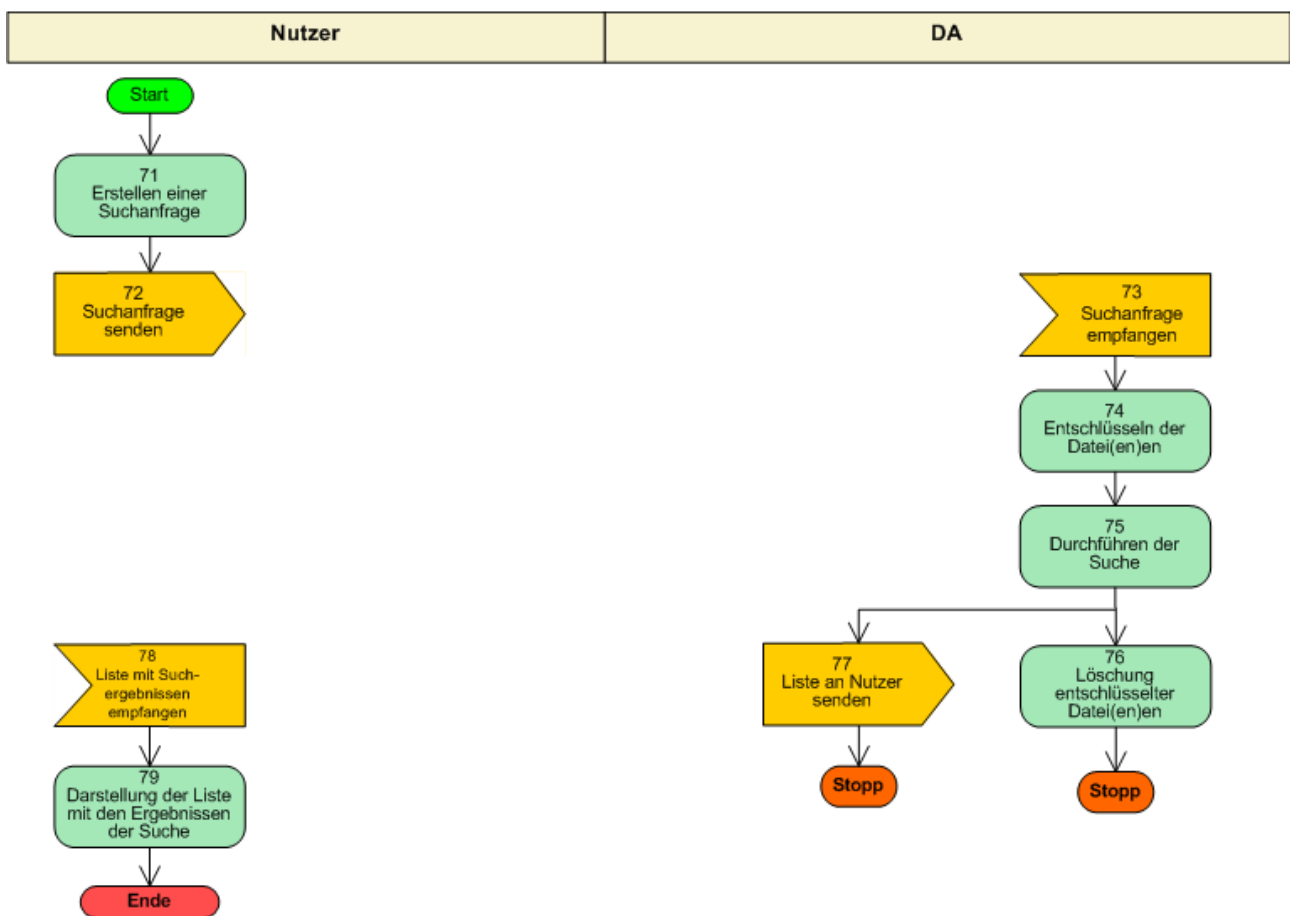 Nutzer
DA
Start
71
Erstellen einer
Suchanfrage
72
Suchanfrage
senden
73
Suchanfrage
empfangen
74
Entschlüsseln der
Datei(en)en
75
Durchführen der
Suche
78
Liste mit Such-
ergebnissen
empfangen
77
Liste an Nutzer
senden
76
Löschung
entschlüsselter
Datei(en)en
79
Darstellung der Liste
mit den Ergebnissen
der Suche
Stopp
Stopp
Ende